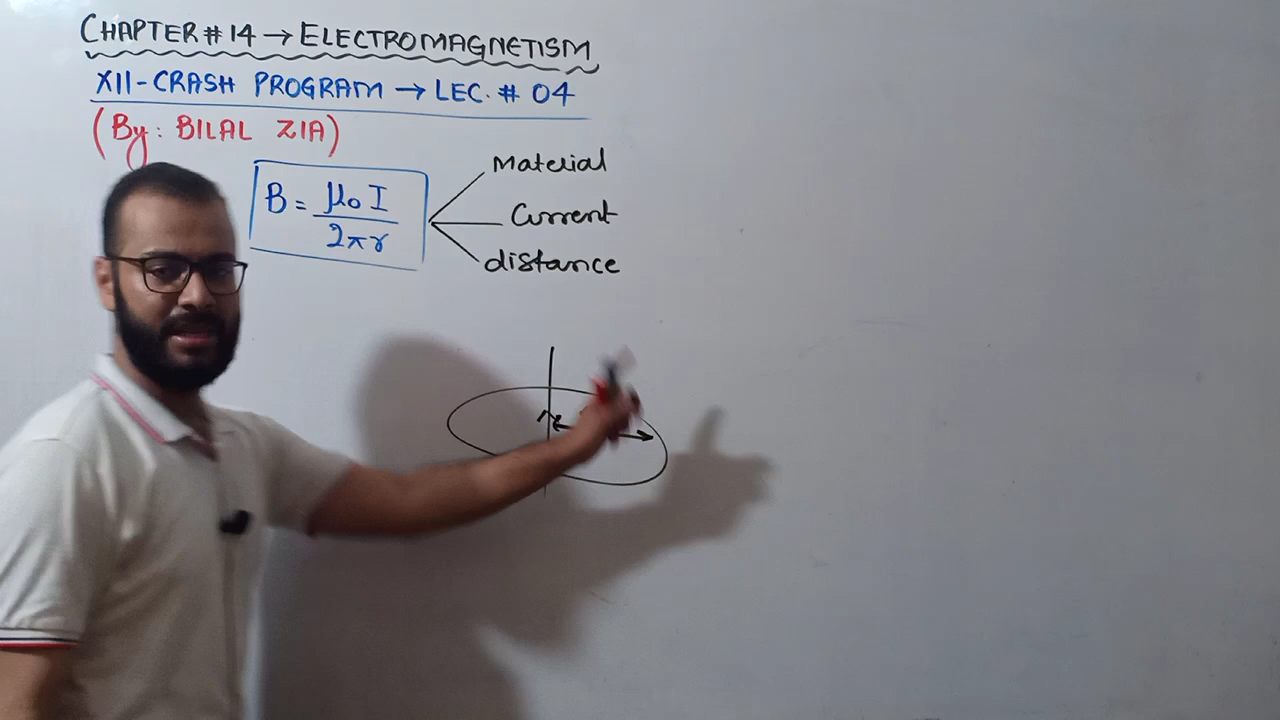 CHAPTER # 14 → ELECTROMAGNETISM
XII-CRASH PROGRAM → LEC. # 04
(By: BILAL ZIA)
B = μ₀ I / 2πr
Material
Current
distance